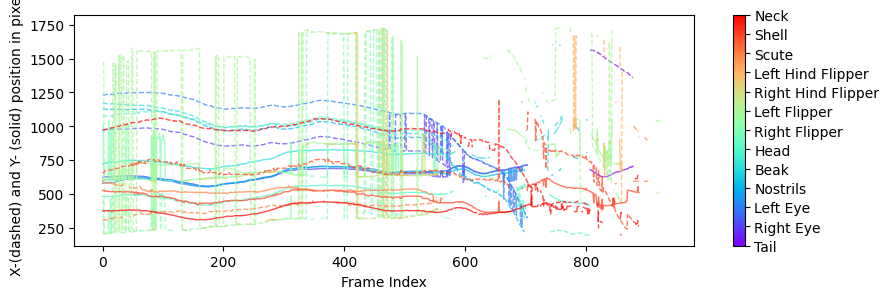 X-(dashed) and Y- (solid) position in pixe
1750
1500
1250
1000
750
500
250
0
200
400
600
800
Frame Index
Neck
Shell
Scute
Left Hind Flipper
Right Hind Flipper
Left Flipper
Right Flipper
Head
Beak
Nostrils
Left Eye
Right Eye
Tail